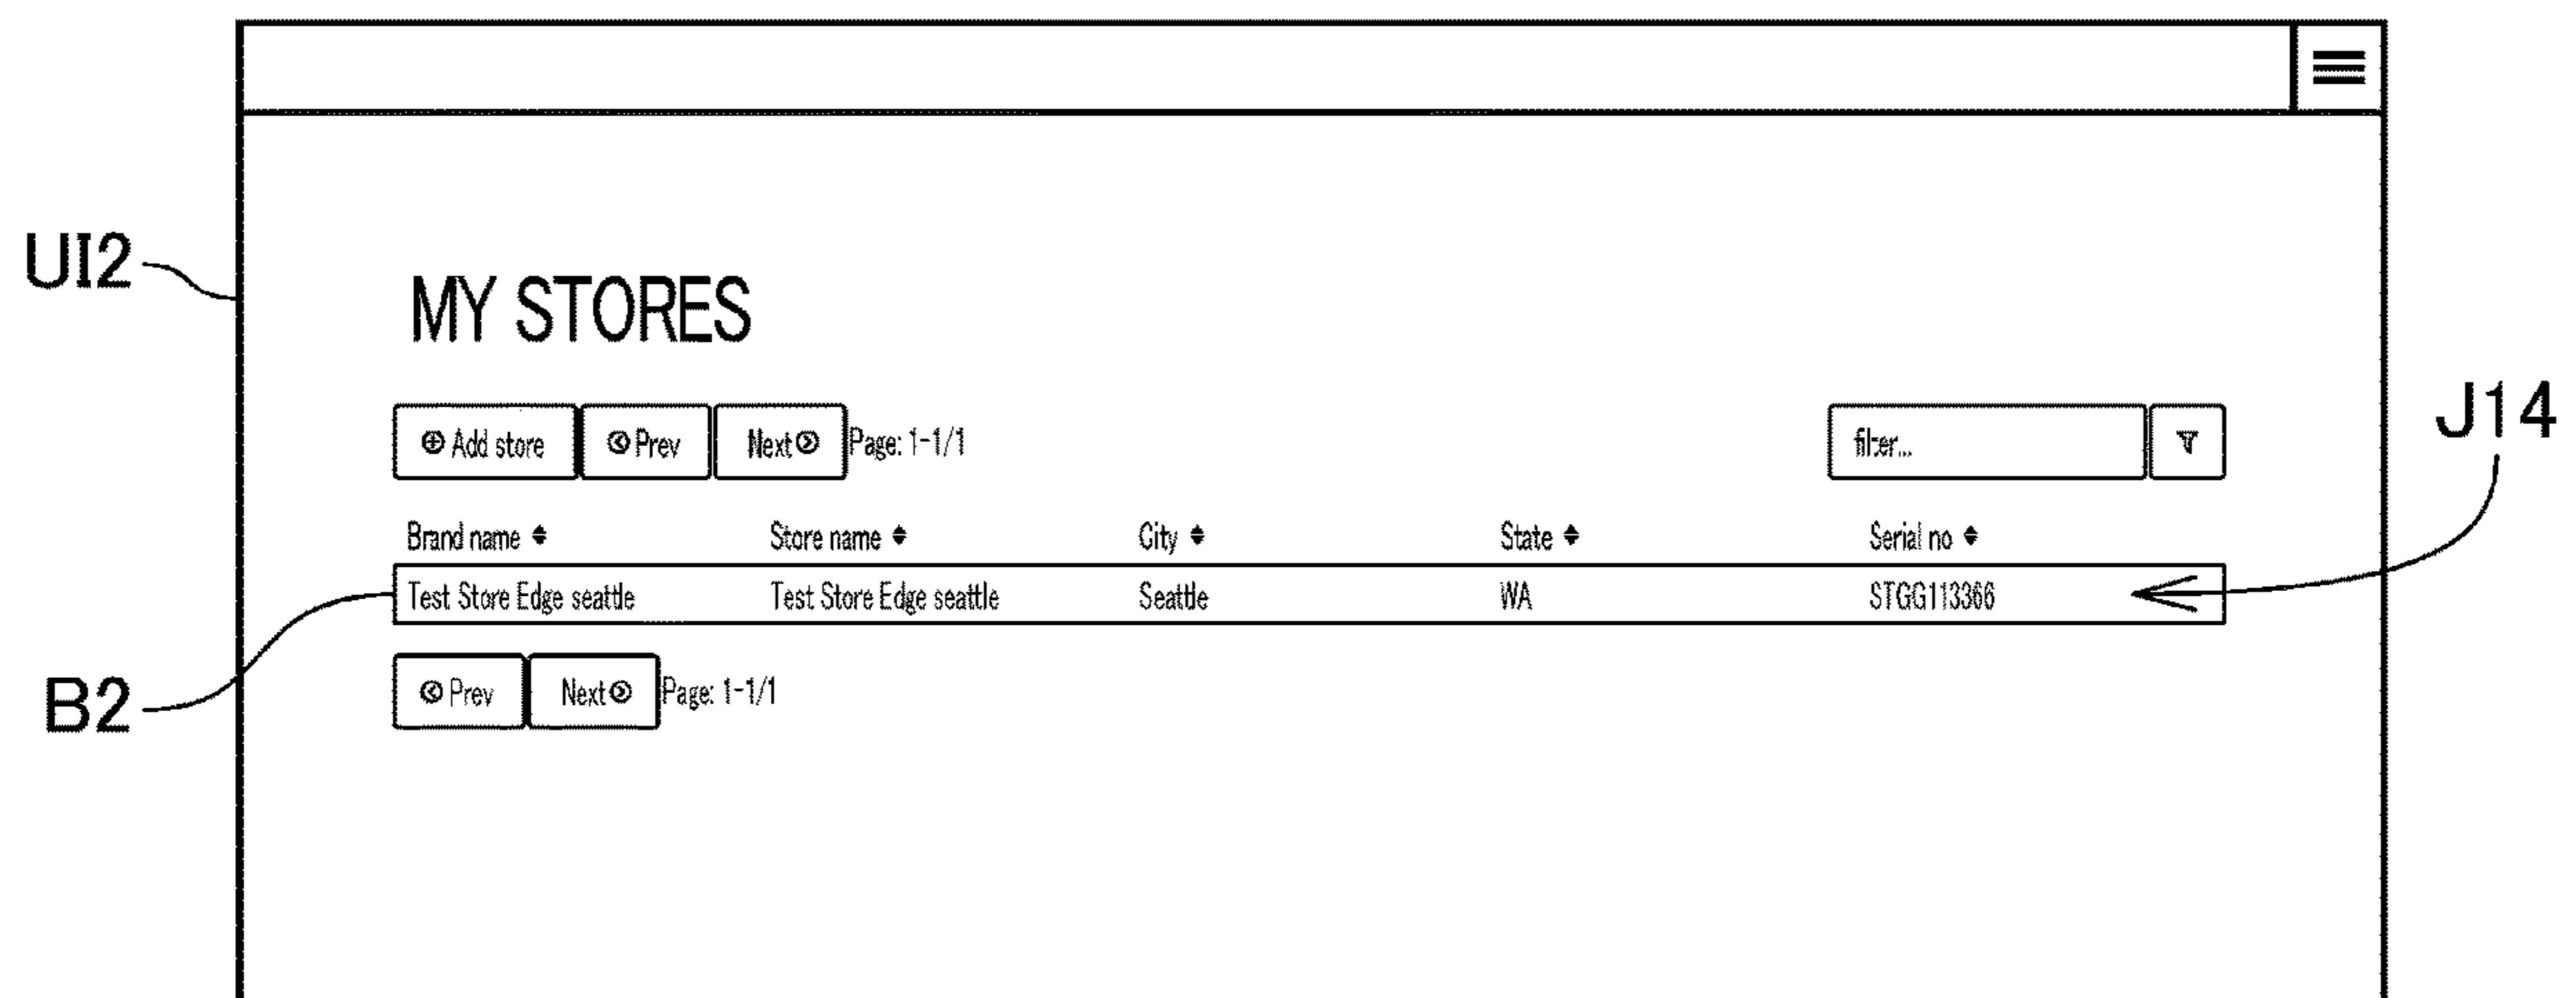 UI2
MY STORES
Add store Prev Next Page: 1-1/1 filter...
J14
Brand name Store name City State Serial no
Test Store Edge seattle Test Store Edge seattle Seattle WA STGG113366
B2
Prev Next Page: 1-1/1